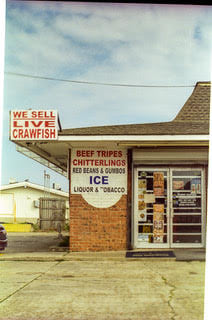 WE SELL
LIVE
CRAWFISH
BEEF TRIPES
CHITTERLINGS
RED BEANS & GUMBOS
ICE
LIQUOR & TOBACCO